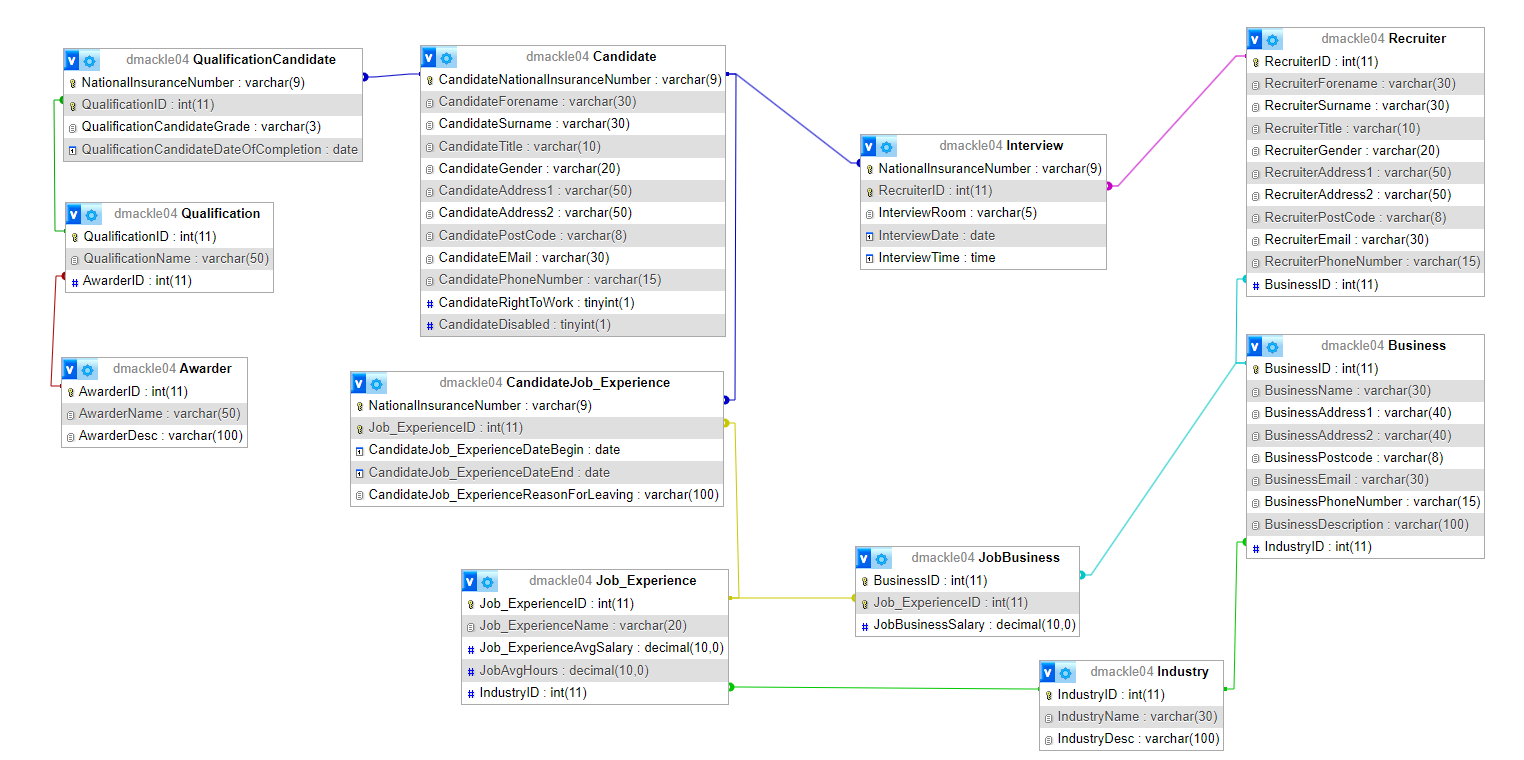 dmackle04 QualificationCandidate
NationalInsuranceNumber : varchar(9)
QualificationID : int(11)
QualificationCandidateGrade : varchar(3)
QualificationCandidateDateOfCompletion : date
dmackle04 Qualification
QualificationID : int(11)
QualificationName : varchar(50)
AwarderID : int(11)
dmackle04 Awarder
AwarderID : int(11)
AwarderName : varchar(50)
AwarderDesc : varchar(100)
dmackle04 Candidate
CandidateNationalInsuranceNumber : varchar(9)
CandidateForename : varchar(30)
CandidateSurname : varchar(30)
CandidateTitle : varchar(10)
CandidateGender : varchar(20)
CandidateAddress1 : varchar(50)
CandidateAddress2 : varchar(50)
CandidatePostCode : varchar(8)
CandidateEMail : varchar(30)
CandidatePhoneNumber : varchar(15)
CandidateRightToWork : tinyint(1)
CandidateDisabled : tinyint(1)
dmackle04 CandidateJob_Experience
NationalInsuranceNumber : varchar(9)
Job_ExperienceID : int(11)
CandidateJob_ExperienceDateBegin : date
CandidateJob_ExperienceDateEnd : date
CandidateJob_ExperienceReasonForLeaving : varchar(100)
dmackle04 Job_Experience
Job_ExperienceID : int(11)
Job_ExperienceName : varchar(20)
Job_ExperienceAvgSalary : decimal(10,0)
JobAvgHours : decimal(10,0)
IndustryID : int(11)
dmackle04 Interview
NationalInsuranceNumber : varchar(9)
RecruiterID : int(11)
InterviewRoom : varchar(5)
InterviewDate : date
InterviewTime : time
dmackle04 JobBusiness
BusinessID : int(11)
Job_ExperienceID : int(11)
JobBusinessSalary : decimal(10,0)
dmackle04 Industry
IndustryID : int(11)
IndustryName : varchar(30)
IndustryDesc : varchar(100)
dmackle04 Recruiter
RecruiterID : int(11)
RecruiterForename : varchar(30)
RecruiterSurname : varchar(30)
RecruiterTitle : varchar(10)
RecruiterGender : varchar(20)
RecruiterAddress1 : varchar(50)
RecruiterAddress2 : varchar(50)
RecruiterPostCode : varchar(8)
RecruiterEmail : varchar(30)
RecruiterPhoneNumber : varchar(15)
BusinessID : int(11)
dmackle04 Business
BusinessID : int(11)
BusinessName : varchar(30)
BusinessAddress1 : varchar(40)
BusinessAddress2 : varchar(40)
BusinessPostcode : varchar(8)
BusinessEmail : varchar(30)
BusinessPhoneNumber : varchar(15)
BusinessDescription : varchar(100)
IndustryID : int(11)